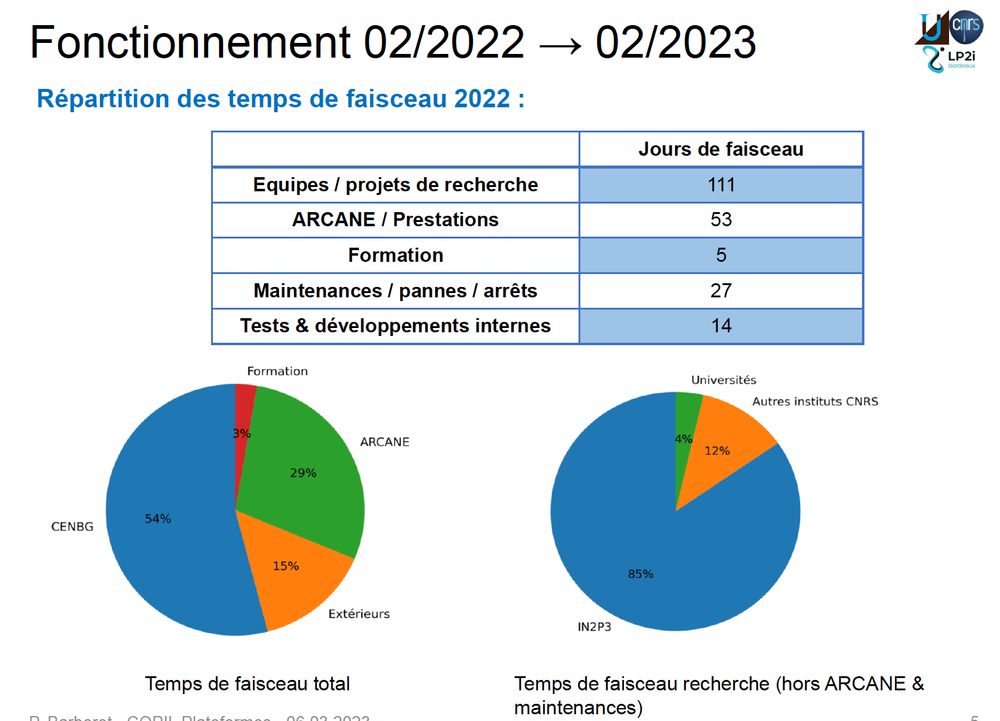 Fonctionnement 02/2022 → 02/2023
cnrs
LP2i
Bordeaux
Répartition des temps de faisceau 2022 :
Jours de faisceau
Equipes / projets de recherche 111
ARCANE / Prestations 53
Formation 5
Maintenances / pannes / arrêts 27
Tests & développements internes 14
Formation
3%
ARCANE
29%
54%
CENBG
15%
Extérieurs
Universités
Autres instituts CNRS
4%
12%
85%
IN2P3
Temps de faisceau total
Temps de faisceau recherche (hors ARCANE &
maintenances)
P. Barberet - COPIL Plateformes - 06.03.2023
5